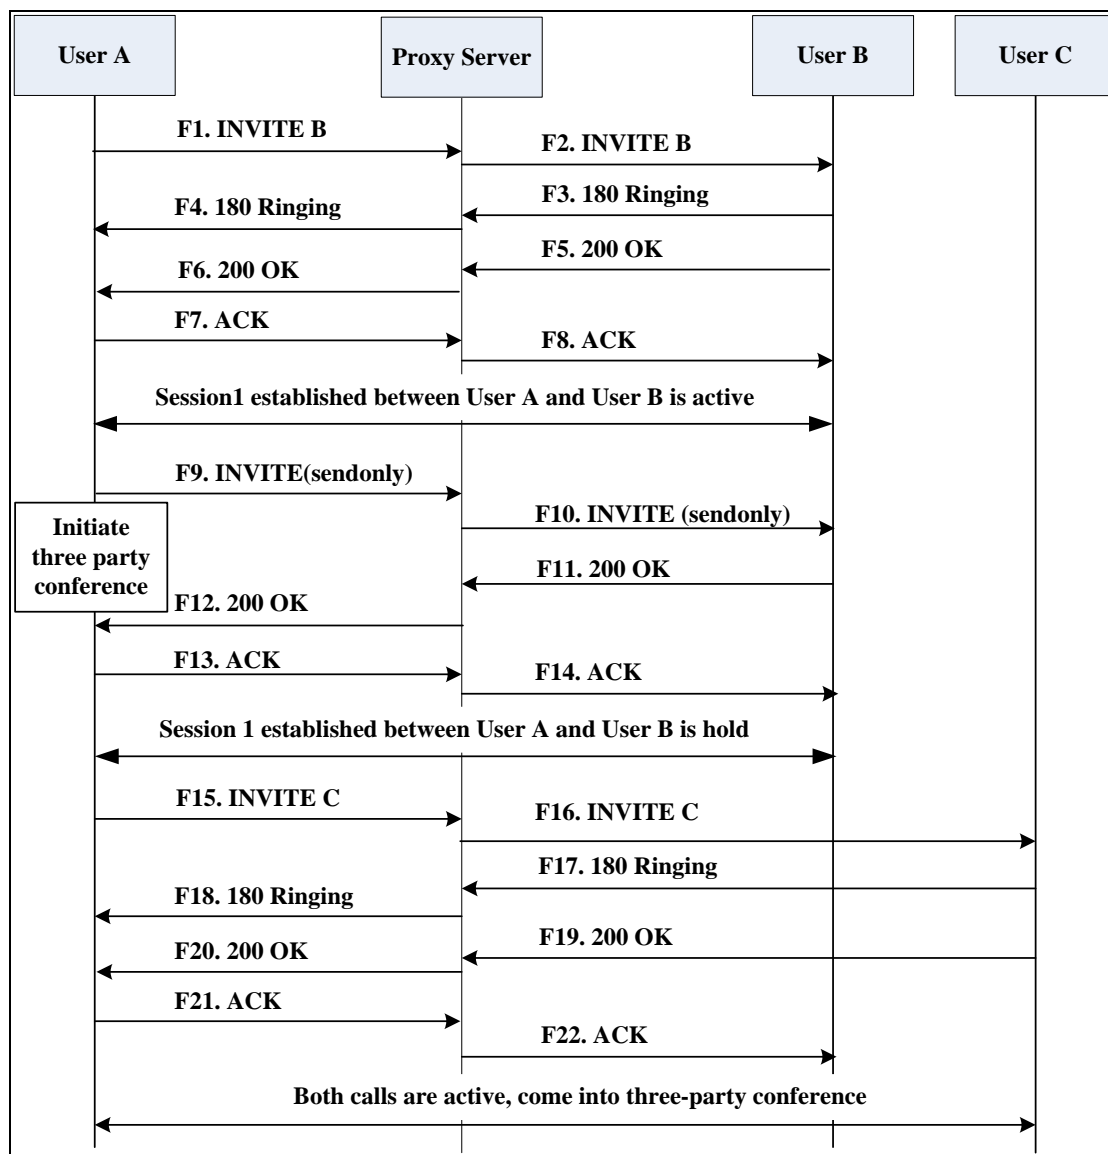 User A
Proxy Server
User B
User C
F1. INVITE B
F2. INVITE B
F3. 180 Ringing
F4. 180 Ringing
F5. 200 OK
F6. 200 OK
F7. ACK
F8. ACK
Session1 established between User A and User B is active
F9. INVITE(sendonly)
Initiate
three party
conference
F10. INVITE (sendonly)
F11. 200 OK
F12. 200 OK
F13. ACK
F14. ACK
Session 1 established between User A and User B is hold
F15. INVITE C
F16. INVITE C
F17. 180 Ringing
F18. 180 Ringing
F19. 200 OK
F20. 200 OK
F21. ACK
F22. ACK
Both calls are active, come into three-party conference